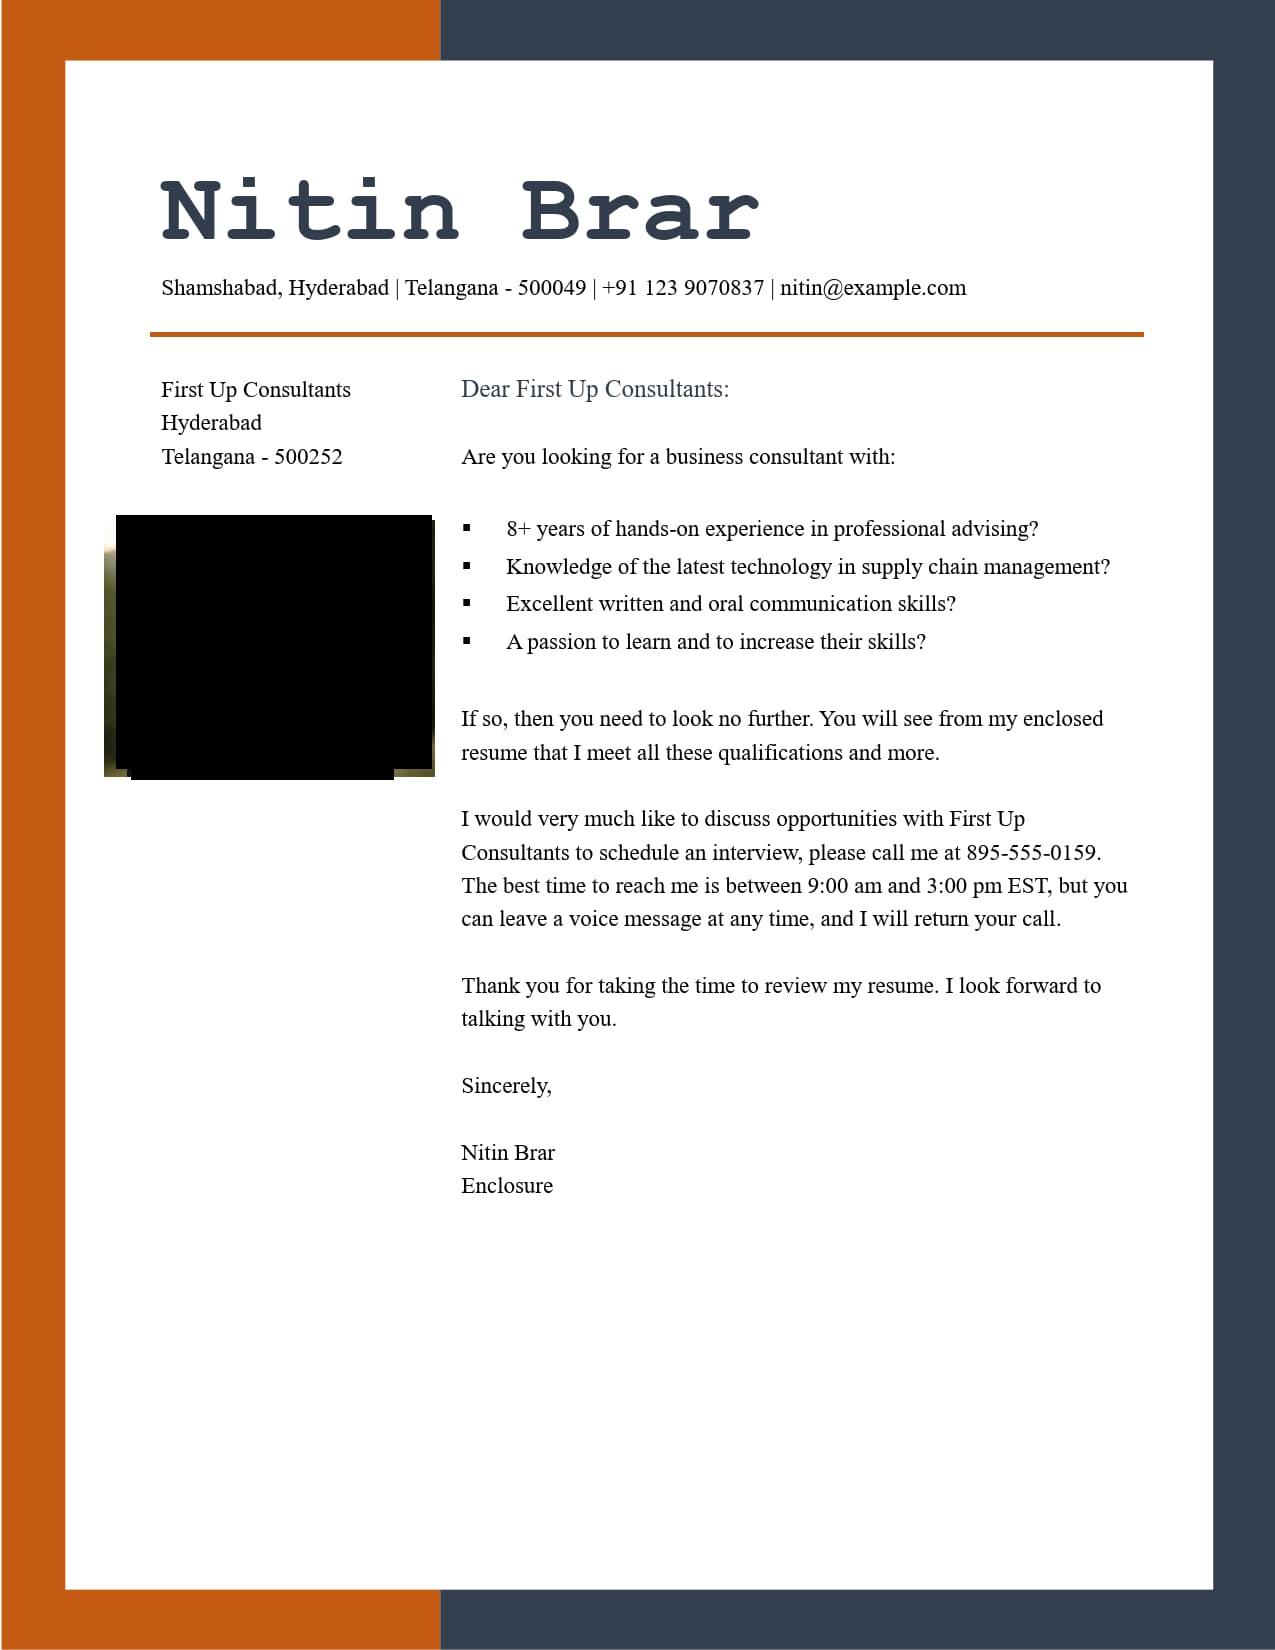 Nitin Brar
Shamshabad, Hyderabad | Telangana - 500049 | +91 123 9070837 | nitin@example.com
First Up Consultants
Hyderabad
Telangana - 500252
Dear First Up Consultants:
Are you looking for a business consultant with:
▪ 8+ years of hands-on experience in professional advising?
▪ Knowledge of the latest technology in supply chain management?
▪ Excellent written and oral communication skills?
▪ A passion to learn and to increase their skills?
If so, then you need to look no further. You will see from my enclosed
resume that I meet all these qualifications and more.
I would very much like to discuss opportunities with First Up
Consultants to schedule an interview, please call me at 895-555-0159.
The best time to reach me is between 9:00 am and 3:00 pm EST, but you
can leave a voice message at any time, and I will return your call.
Thank you for taking the time to review my resume. I look forward to
talking with you.
Sincerely,
Nitin Brar
Enclosure